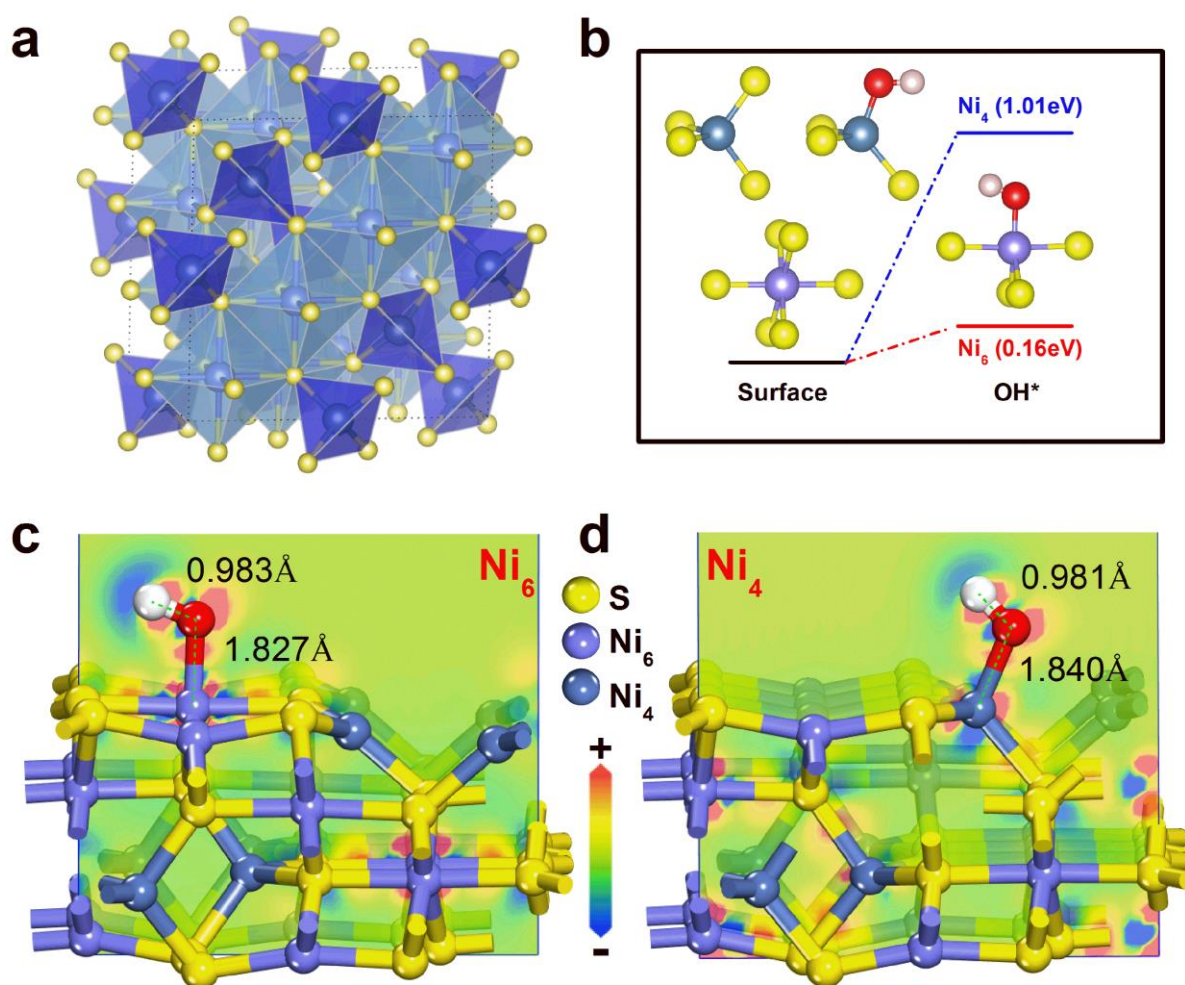 a
b
Ni₄ (1.01eV)
Ni₆ (0.16eV)
Surface
OH*
c
0.983Å
Ni₆
1.827Å
S
Ni₆
Ni₄
+
-
d
Ni₄
0.981Å
1.840Å